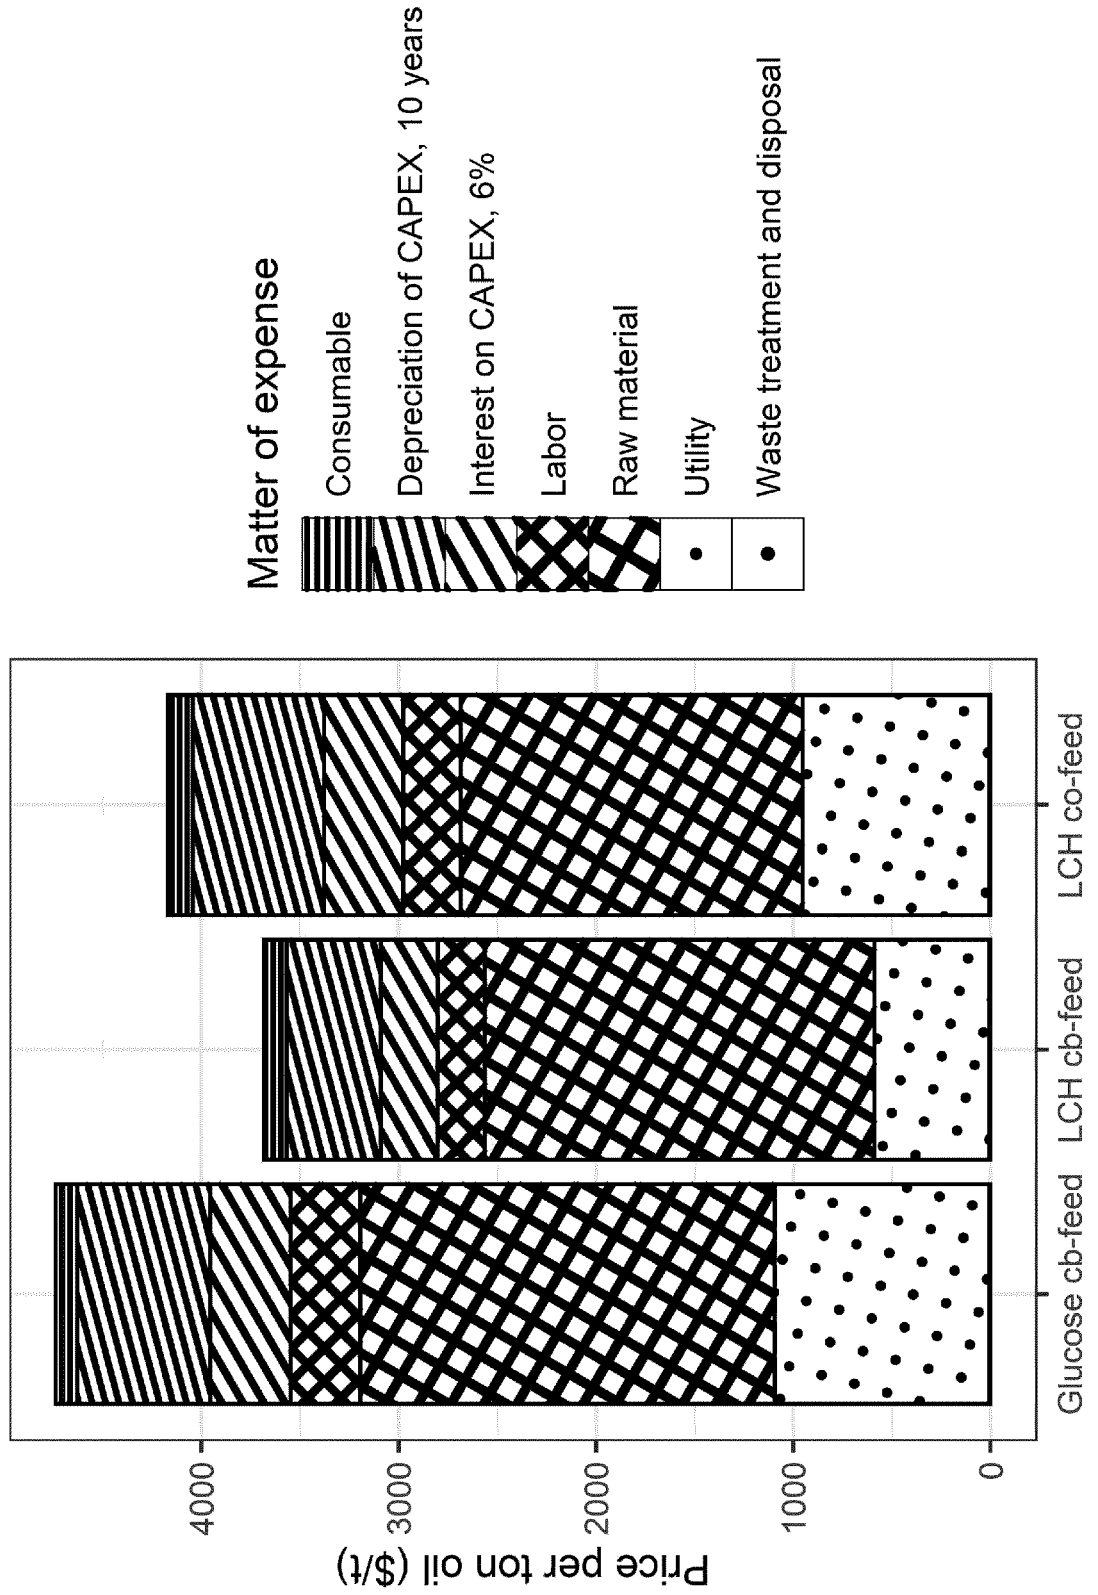 Price per ton oil ($/t)
4000
3000
2000
1000
0
Glucose cb-feed
LCH cb-feed
LCH co-feed
Matter of expense
Consumable
Depreciation of CAPEX, 10 years
Interest on CAPEX, 6%
Labor
Raw material
Utility
Waste treatment and disposal